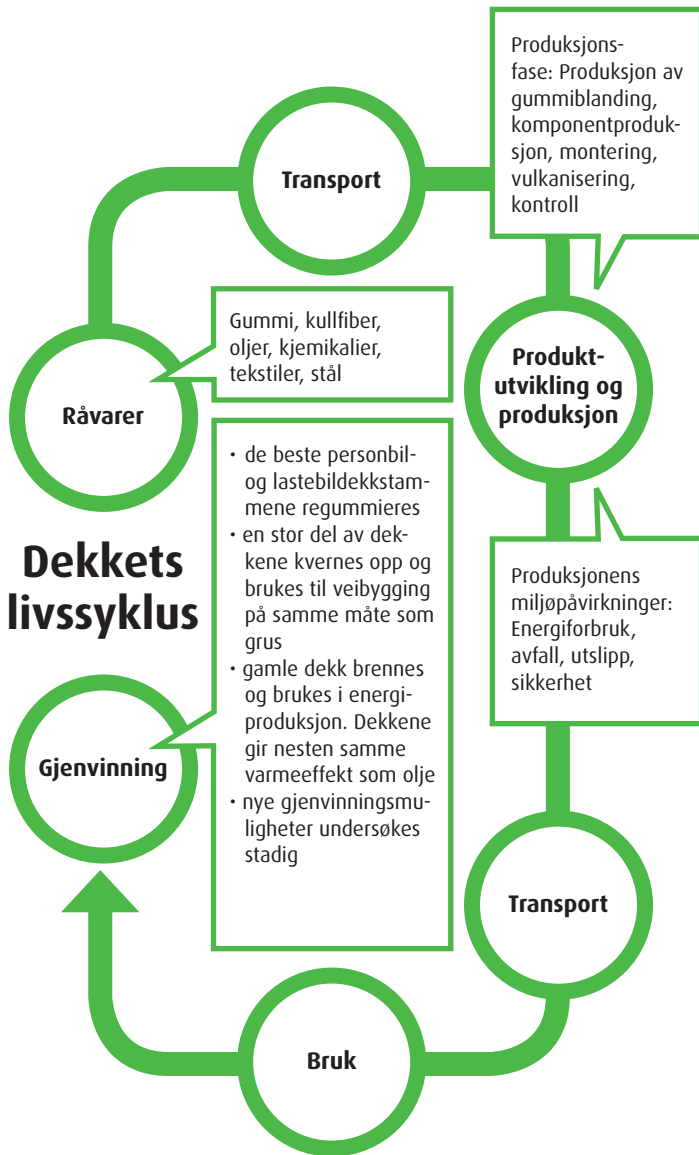 Produksjons-
fase: Produksjon av
gummiblanding,
komponentproduk-
sjon, montering,
vulkanisering,
kontroll
Transport
Gummi, kullfiber,
oljer, kjemikalier,
tekstiler, stål
Råvarer
Produkt-
utvikling og
produksjon
• de beste personbil-
og lastebildekkstam-
mene regummieres
• en stor del av dek-
kene kvernes opp og
brukes til veibygging
på samme måte som
grus
• gamle dekk brennes
og brukes i energi-
produksjon. Dekkene
gir nesten samme
varmeeffekt som olje
• nye gjenvinningsmu-
ligheter undersøkes
stadig
Dekkets
livssyklus
Produksjonens
miljøpåvirkninger:
Energiforbruk,
avfall, utslipp,
sikkerhet
Gjenvinning
Transport
Bruk